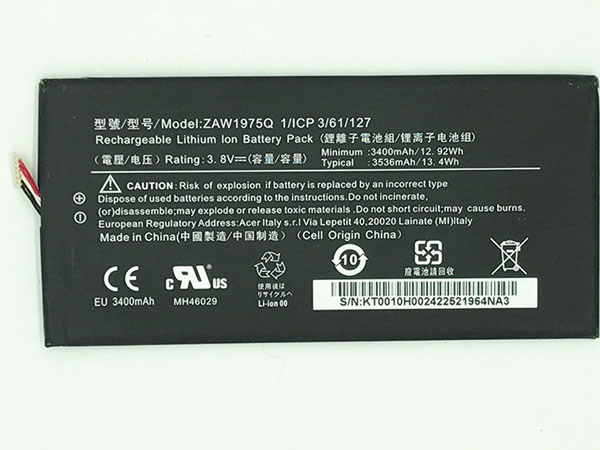 型號/型号/Model:ZAW1975Q 1/ICP 3/61/127
Rechargeable Lithium Ion Battery Pack (鋰離子電池組/锂离子电池组)
(電壓/电压) Rating: 3.8V⎓(容量/容量) Minimum : 3400mAh/12.92Wh
Typical : 3536mAh/13.4Wh
CAUTION: Risk of explosion if battery is replaced by an incorrect type
Dispose of used batteries according to the instructions.Do not incinerate,
(or)disassemble;may explode or release toxic materials .Do not short circuit;may cause burns.
European Regulatory Address:Acer Italy s.r.l Via Lepetit 40,20020 Lainate (MI)Italy
Made in China(中國製造/中国制造) (Cell Origin China)
CE
EU 3400mAh
c RU us
MH46029
使用後は
リサイクルへ
Li-ion 00
10
廢電池請回收
S/N:KT0010H002422521964NA3